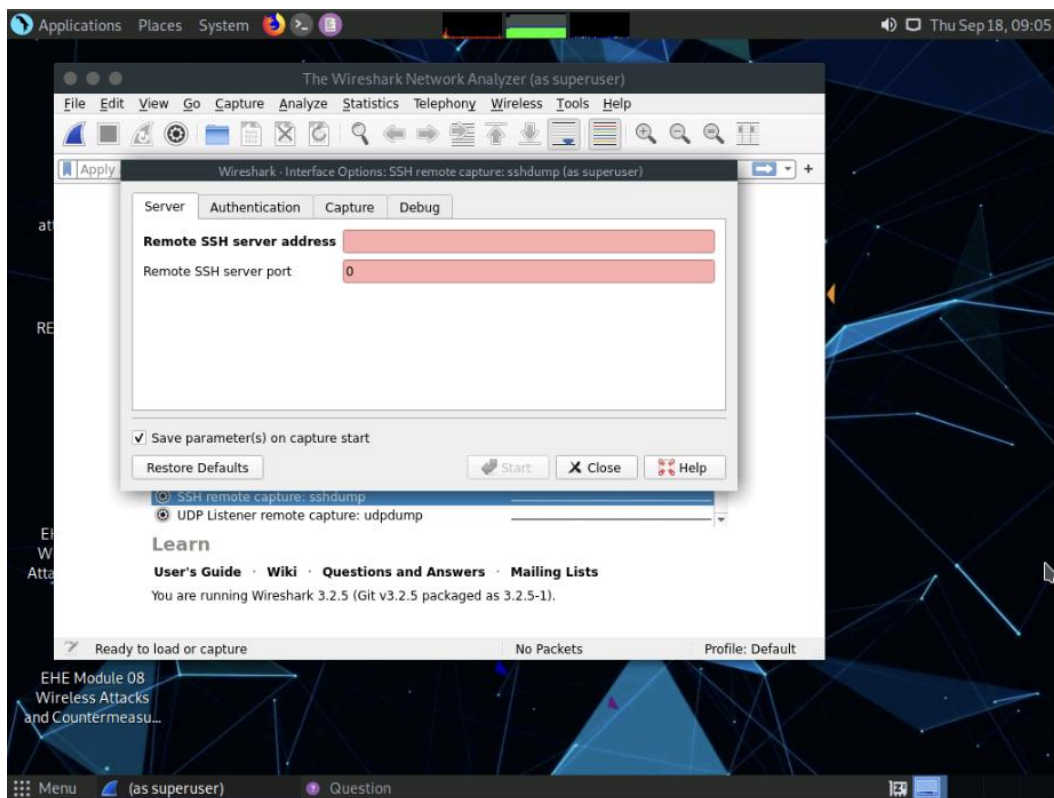 Applications Places System Thu Sep 18, 09:05
The Wireshark Network Analyzer (as superuser)
File Edit View Go Capture Analyze Statistics Telephony Wireless Tools Help
Apply
Wireshark · Interface Options: SSH remote capture: sshdump (as superuser)
+
Server Authentication Capture Debug
Remote SSH server address
Remote SSH server port 0
Save parameter(s) on capture start
Restore Defaults Start Close Help
SSH remote capture: sshdump
UDP Listener remote capture: udpdump
Learn
User's Guide · Wiki · Questions and Answers · Mailing Lists
You are running Wireshark 3.2.5 (Git v3.2.5 packaged as 3.2.5-1).
Ready to load or capture No Packets Profile: Default
EHE Module 08
Wireless Attacks
and Countermeasu...
Menu (as superuser) Question